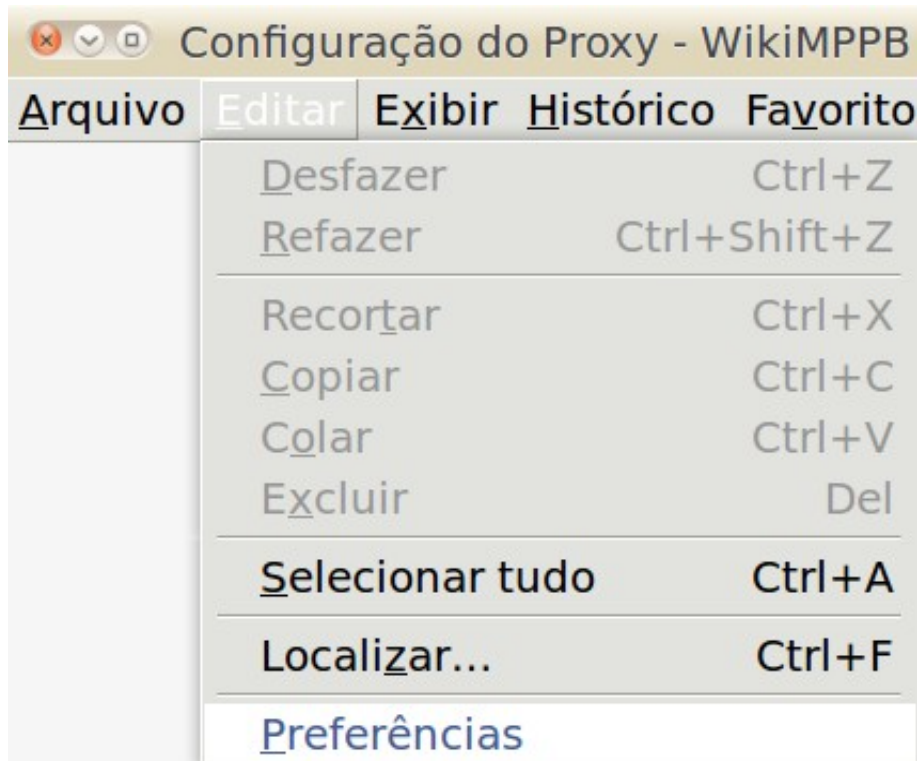 Configuração do Proxy - WikiMPPB
Arquivo Editar Exibir Histórico Favorito
Desfazer Ctrl+Z
Refazer Ctrl+Shift+Z
Recortar Ctrl+X
Copiar Ctrl+C
Colar Ctrl+V
Excluir Del
Selecionar tudo Ctrl+A
Localizar... Ctrl+F
Preferências